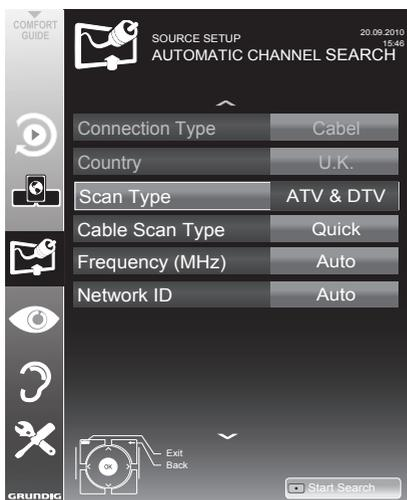 COMFORT
GUIDE
SOURCE SETUP
20.09.2010
15:46
AUTOMATIC CHANNEL SEARCH
Connection Type Cabel
Country U.K.
Scan Type ATV & DTV
Cable Scan Type Quick
Frequency (MHz) Auto
Network ID Auto
Exit
Back
OK
Start Search
GRUNDIG